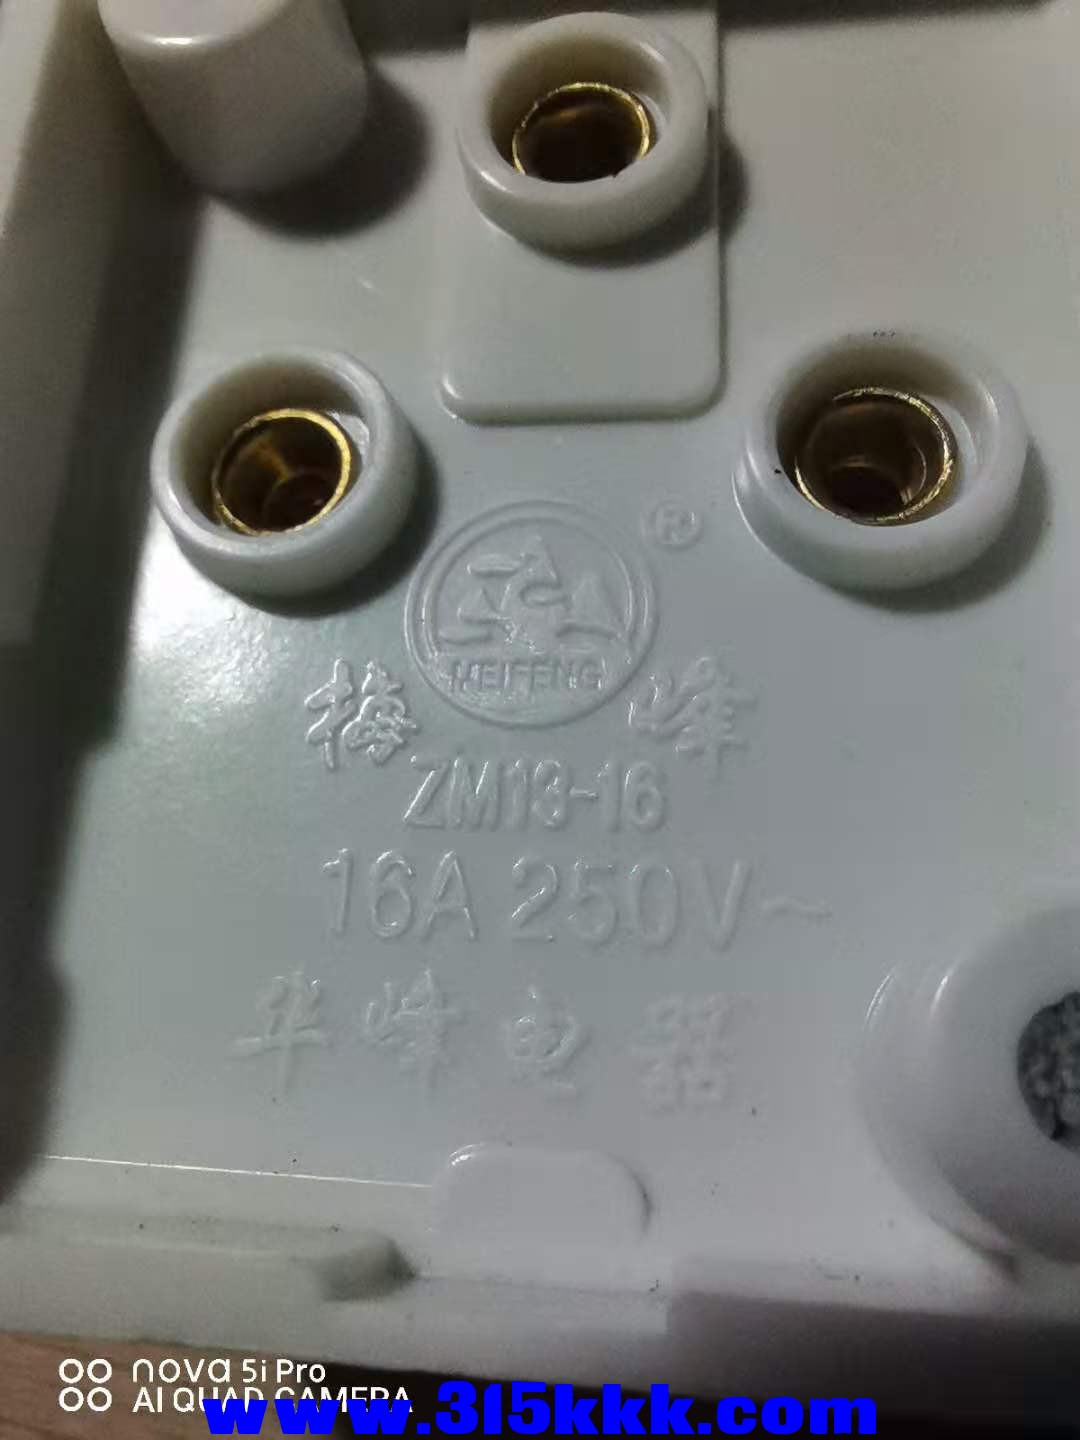 ®
MEIFENG
梅峰
ZM13-16
16A 250V~
华峰电器
nova 5i Pro
AI QUAD CAMERA
www.315kkk.com